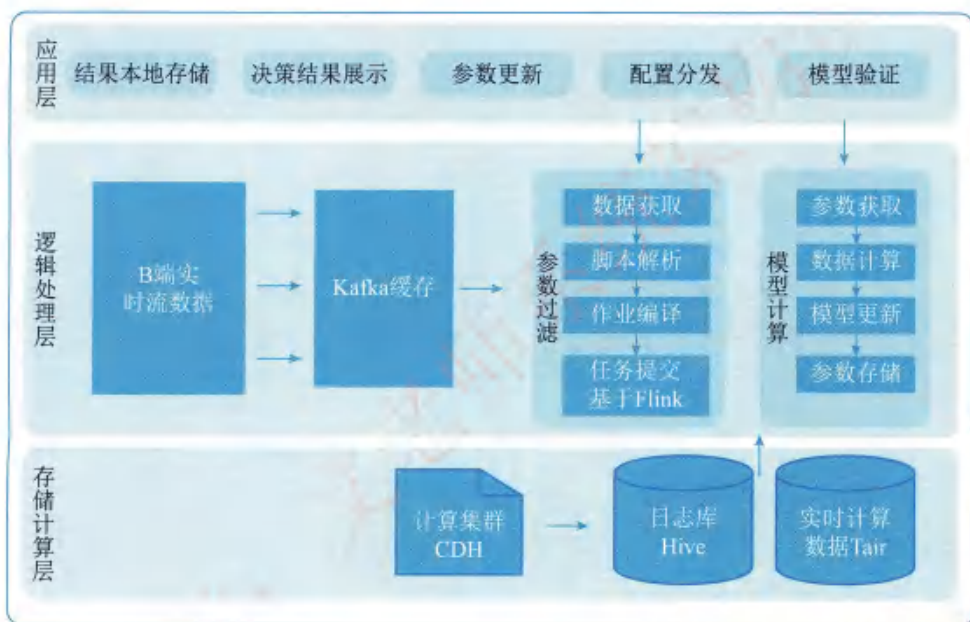 应用层
结果本地存储
决策结果展示
参数更新
配置分发
模型验证
逻辑处理层
B端实
时流数据
Kafka缓存
参数过滤
数据获取
脚本解析
作业编译
任务提交
基于Flink
模型计算
参数获取
数据计算
模型更新
参数存储
存储计算层
计算集群
CDH
日志库
Hive
实时计算
数据Tair